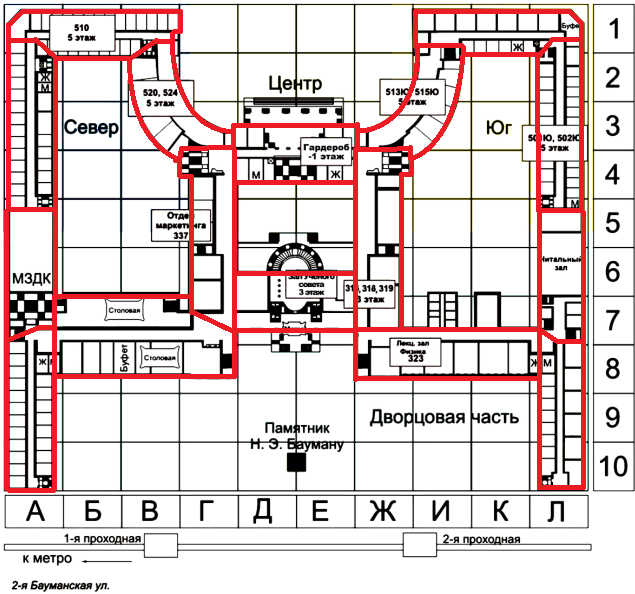 510
5 этаж
Буфе
1
Ж
Ж
М
2
Центр
520, 524
5 этаж
513Ю, 515Ю
5 этаж
Север
Юг
3
Гардероб
-1 этаж
502Ю
5 этаж
М
Ж
4
М
Отдел
маркетинга
337
5
МЗДК
Зал Ученого
совета
3 этаж
318, 319
3 этаж
Читальный
зал
6
Столовая
7
Ж
М
Буфет
Столовая
Лекц. зал
Физика
323
Ж
М
8
Дворцовая часть
9
Памятник
Н. Э. Бауману
10
А
Б
В
Г
Д
Е
Ж
И
К
Л
1-я проходная
2-я проходная
к метро
2-я Бауманская ул.